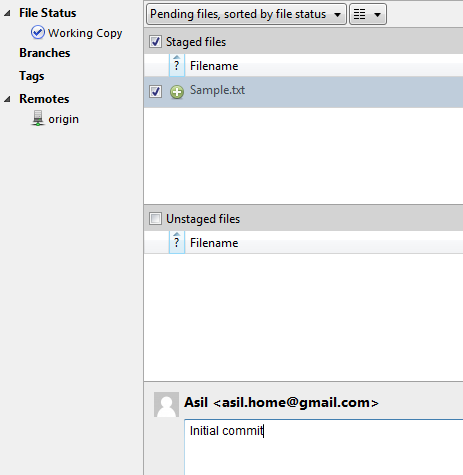 File Status
Working Copy
Branches
Tags
Remotes
origin
Pending files, sorted by file status
Staged files
? Filename
Sample.txt
Unstaged files
? Filename
Asil <asil.home@gmail.com>
Initial commit